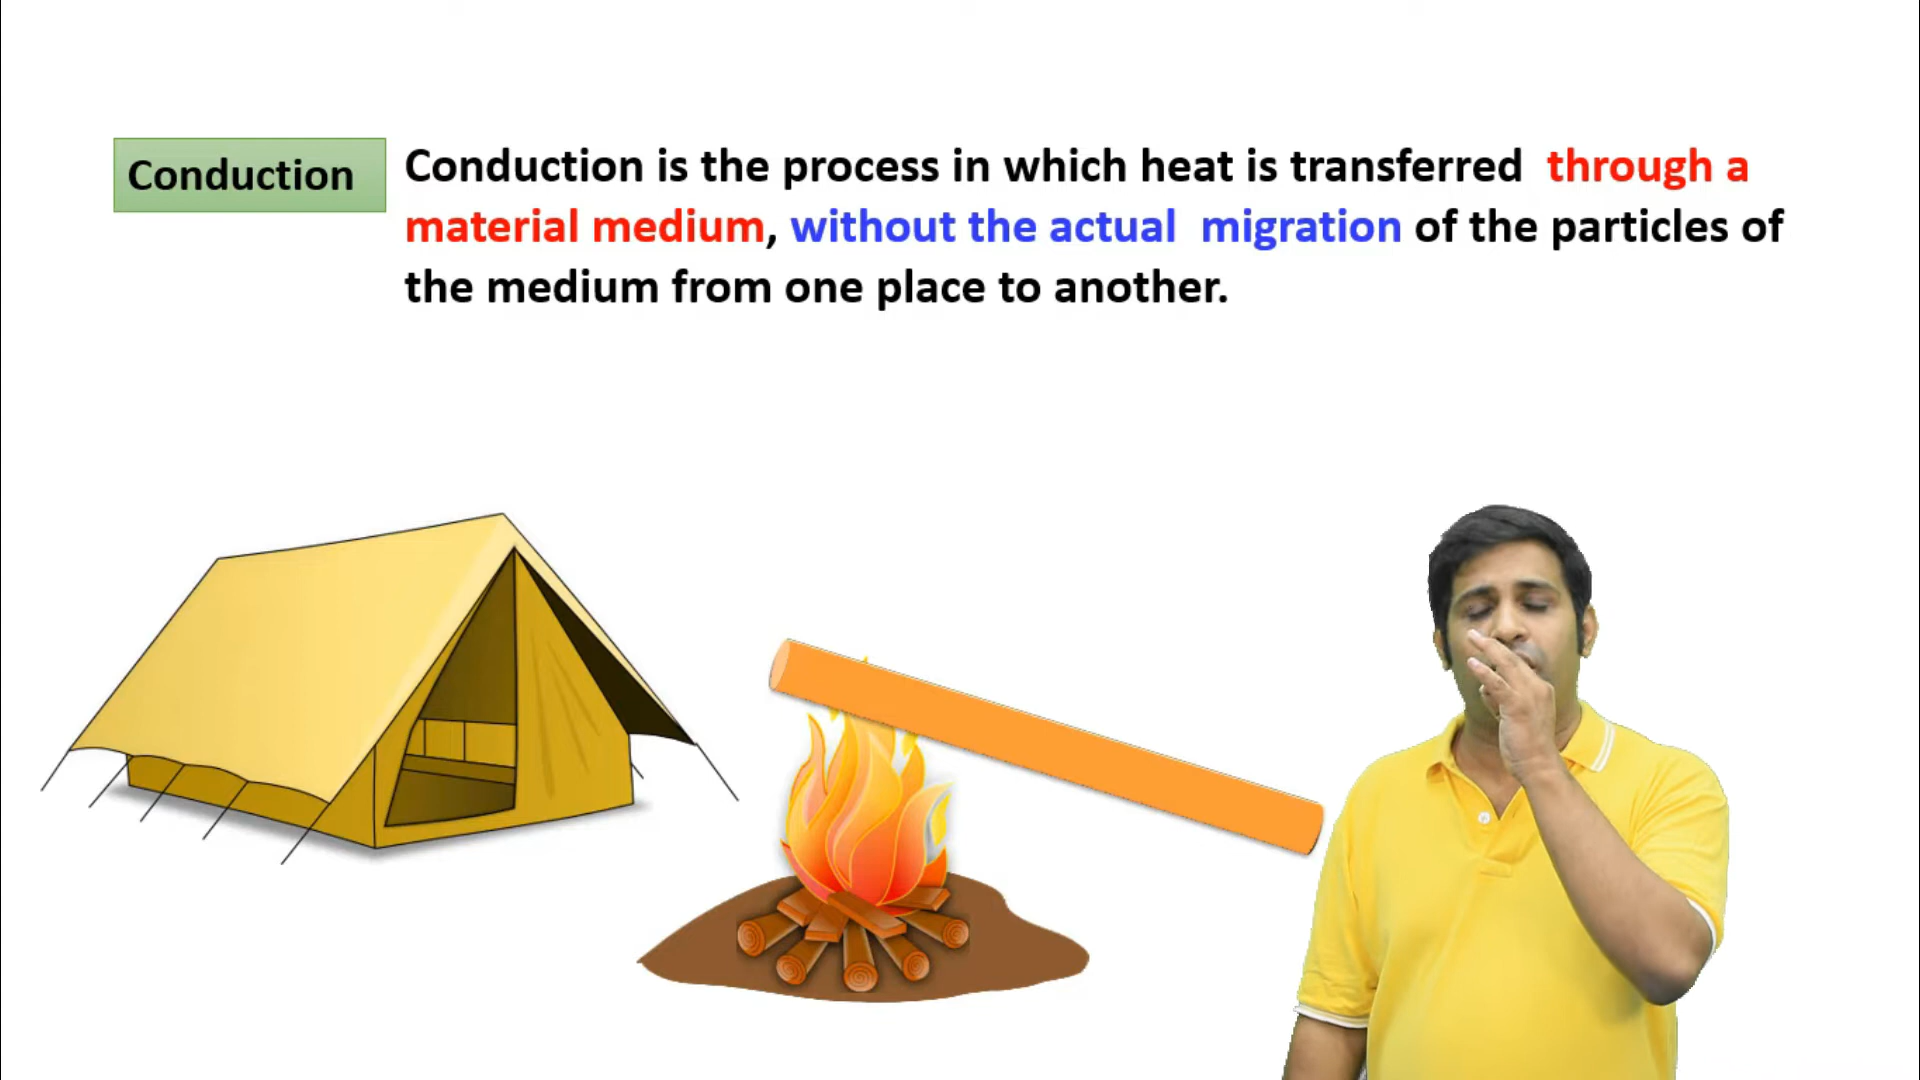 Conduction
Conduction is the process in which heat is transferred through a
material medium, without the actual migration of the particles of
the medium from one place to another.